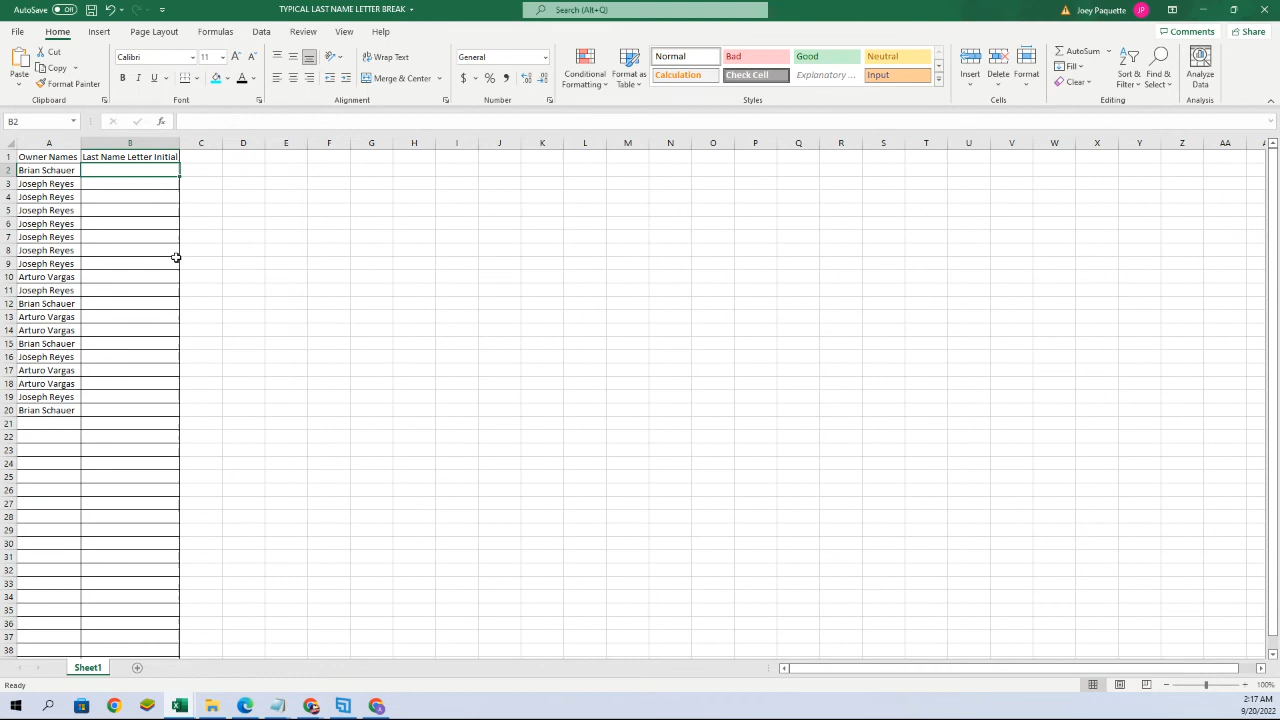 AutoSave Off TYPICAL LAST NAME LETTER BREAK Search (Alt+Q) Joey Paquette JP
File Home Insert Page Layout Formulas Data Review View Help Comments Share
Paste Cut Copy Format Painter Clipboard
Calibri 11 B I U A A A Font
Wrap Text Merge & Center Alignment
General $ % Number
Conditional Formatting Format as Table
Normal Bad Good Neutral
Calculation Check Cell Explanatory ... Input
Styles
Insert Delete Format Cells
AutoSum Fill Clear Sort & Filter Find & Select Editing
Analyze Data Analysis
B2 fx
A B C D E F G H I J K L M N O P Q R S T U V W X Y Z AA
1 Owner Names Last Name Letter Initial
2 Brian Schauer
3 Joseph Reyes
4 Joseph Reyes
5 Joseph Reyes
6 Joseph Reyes
7 Joseph Reyes
8 Joseph Reyes
9 Joseph Reyes
10 Arturo Vargas
11 Joseph Reyes
12 Brian Schauer
13 Arturo Vargas
14 Arturo Vargas
15 Brian Schauer
16 Joseph Reyes
17 Arturo Vargas
18 Arturo Vargas
19 Joseph Reyes
20 Brian Schauer
21
22
23
24
25
26
27
28
29
30
31
32
33
34
35
36
37
38
Sheet1
Ready 100%
2:17 AM
9/20/2022